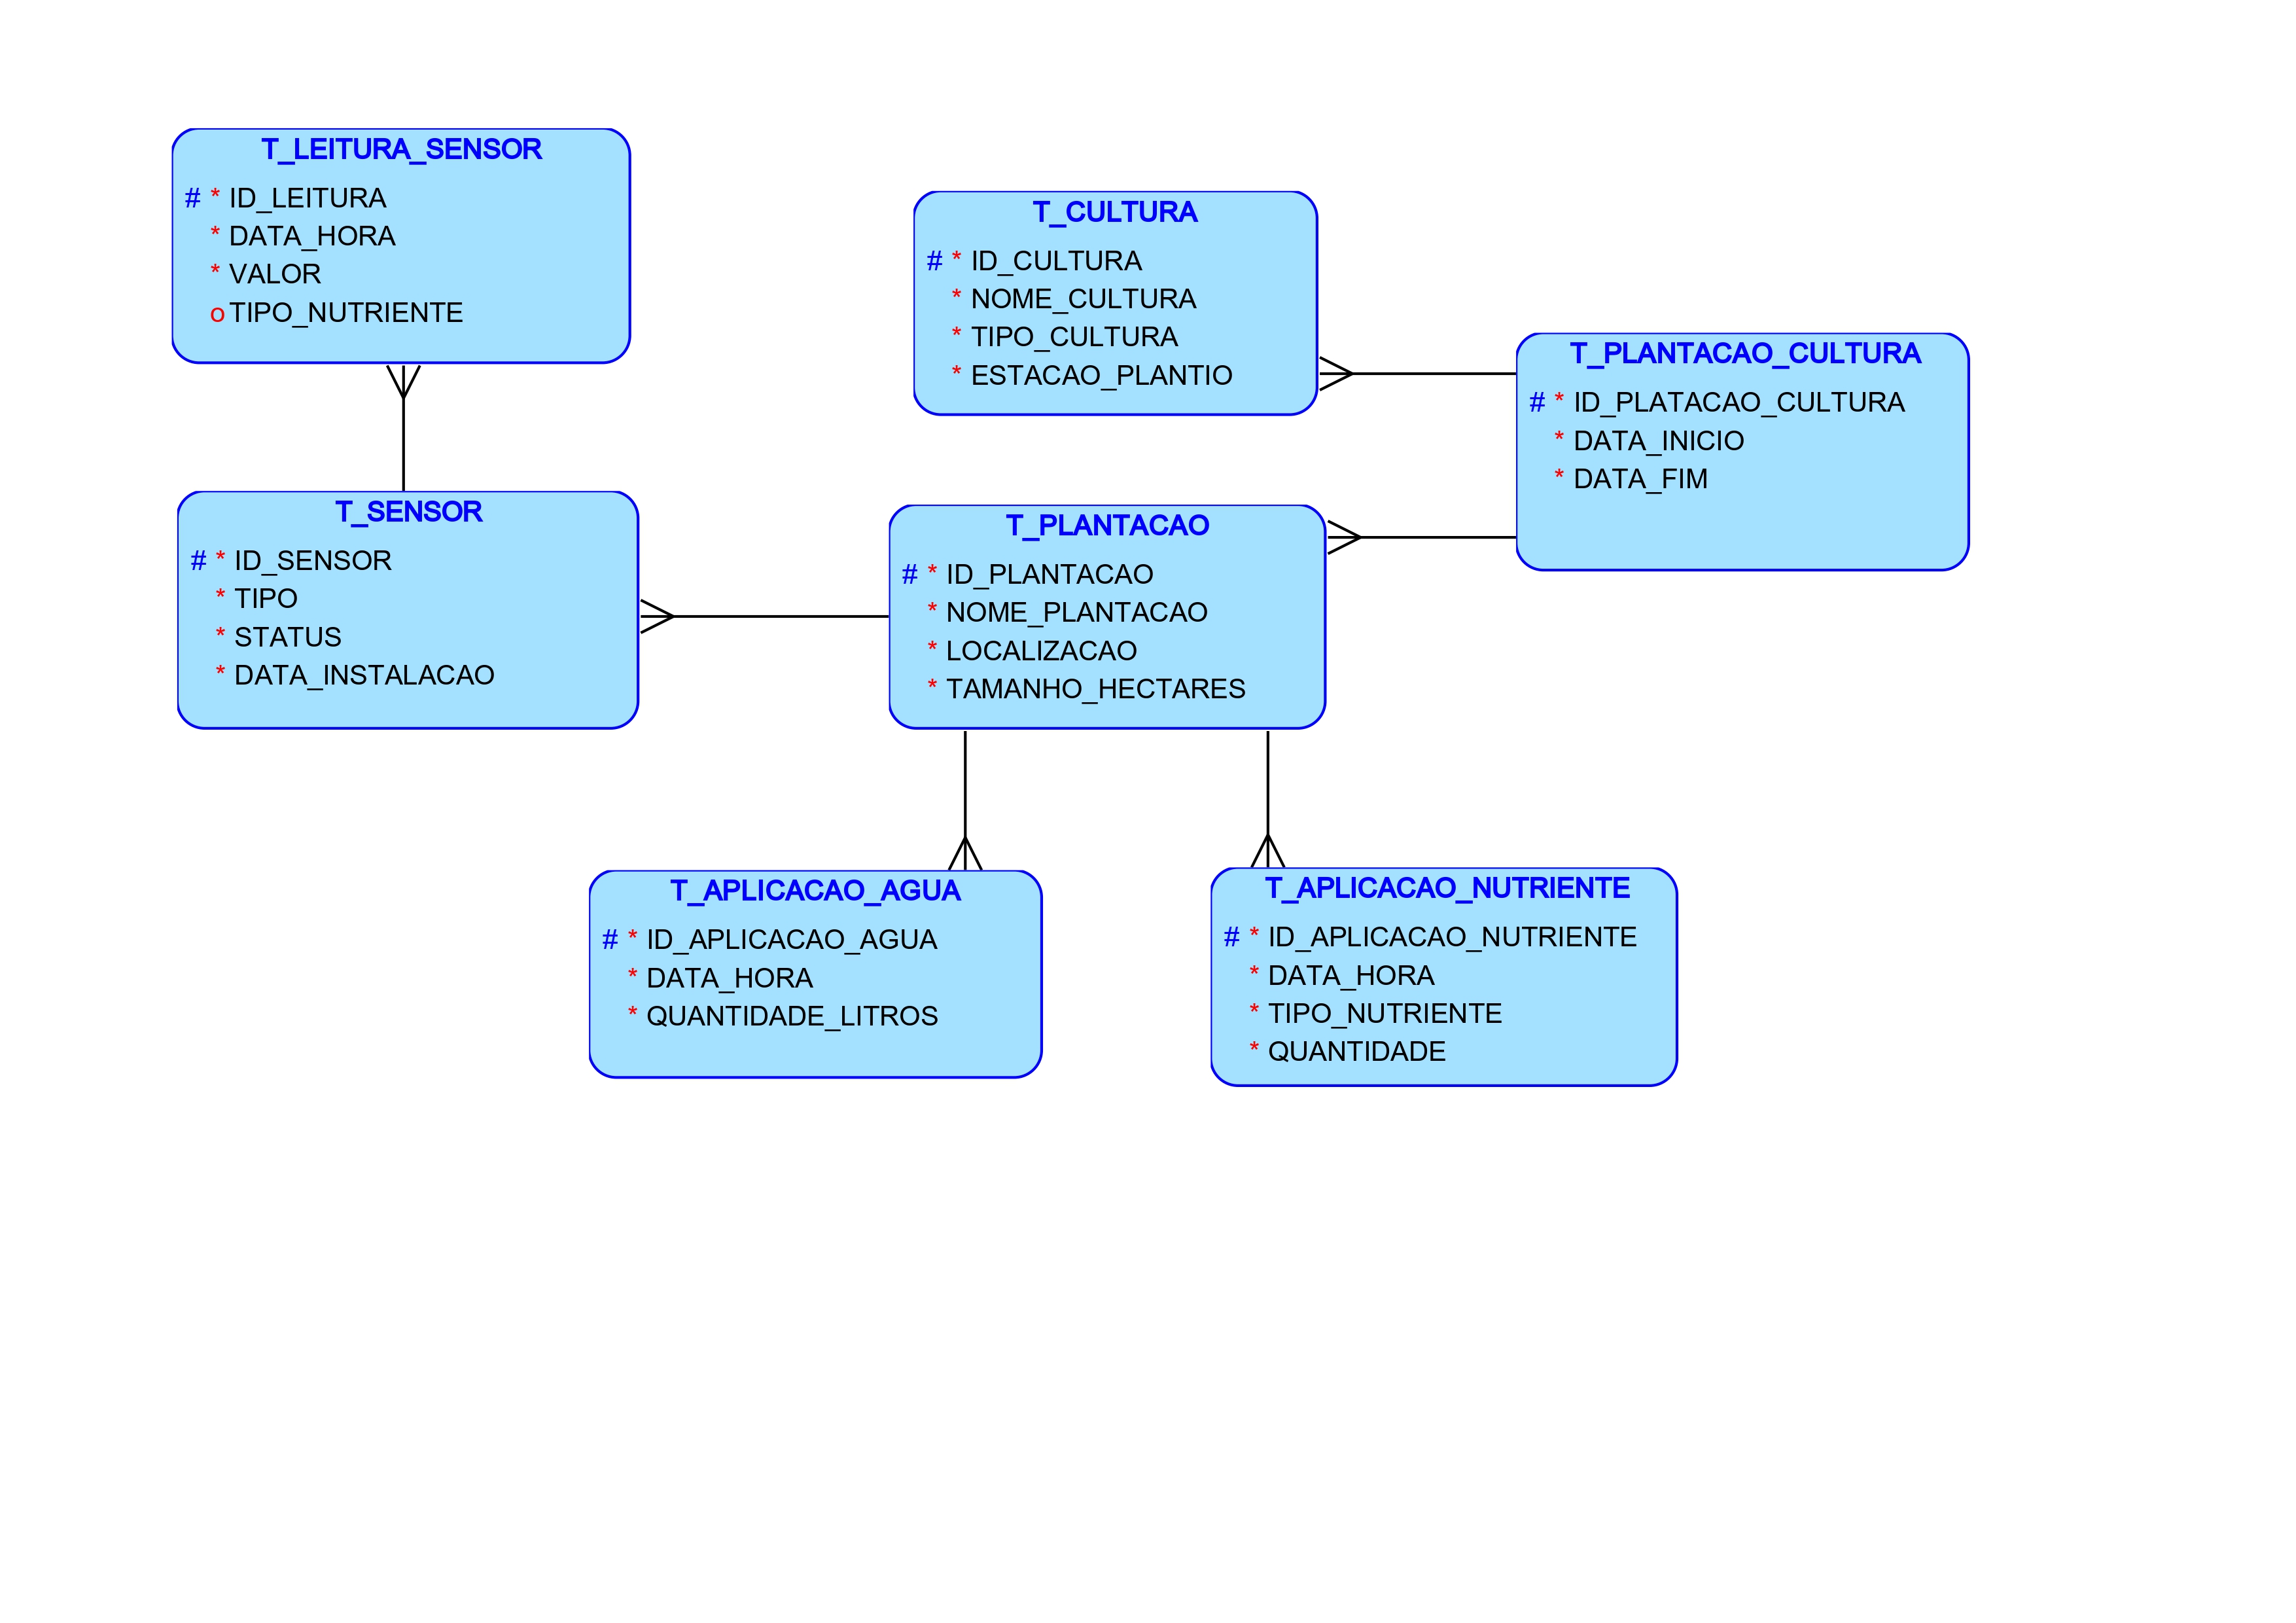 T_LEITURA_SENSOR
# * ID_LEITURA
* DATA_HORA
* VALOR
o TIPO_NUTRIENTE
T_CULTURA
# * ID_CULTURA
* NOME_CULTURA
* TIPO_CULTURA
* ESTACAO_PLANTIO
T_PLANTACAO_CULTURA
# * ID_PLATACAO_CULTURA
* DATA_INICIO
* DATA_FIM
T_SENSOR
# * ID_SENSOR
* TIPO
* STATUS
* DATA_INSTALACAO
T_PLANTACAO
# * ID_PLANTACAO
* NOME_PLANTACAO
* LOCALIZACAO
* TAMANHO_HECTARES
T_APLICACAO_AGUA
# * ID_APLICACAO_AGUA
* DATA_HORA
* QUANTIDADE_LITROS
T_APLICACAO_NUTRIENTE
# * ID_APLICACAO_NUTRIENTE
* DATA_HORA
* TIPO_NUTRIENTE
* QUANTIDADE